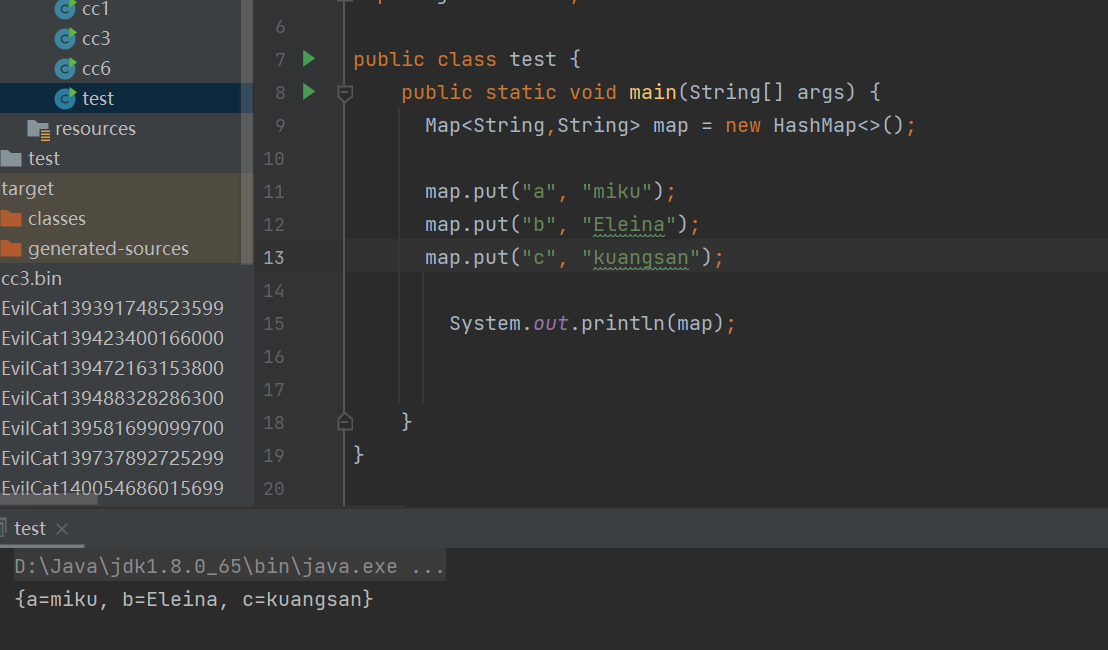 cc1
cc3
cc6
test
resources
test
target
classes
generated-sources
cc3.bin
EvilCat139391748523599
EvilCat139423400166000
EvilCat139472163153800
EvilCat139488328286300
EvilCat139581699099700
EvilCat139737892725299
EvilCat140054686015699
6
7 public class test {
8 public static void main(String[] args) {
9 Map<String,String> map = new HashMap<>();
10
11 map.put("a", "miku");
12 map.put("b", "Eleina");
13 map.put("c", "kuangsan");
14
15 System.out.println(map);
16
17
18 }
19 }
20
test
D:\Java\jdk1.8.0_65\bin\java.exe ...
{a=miku, b=Eleina, c=kuangsan}